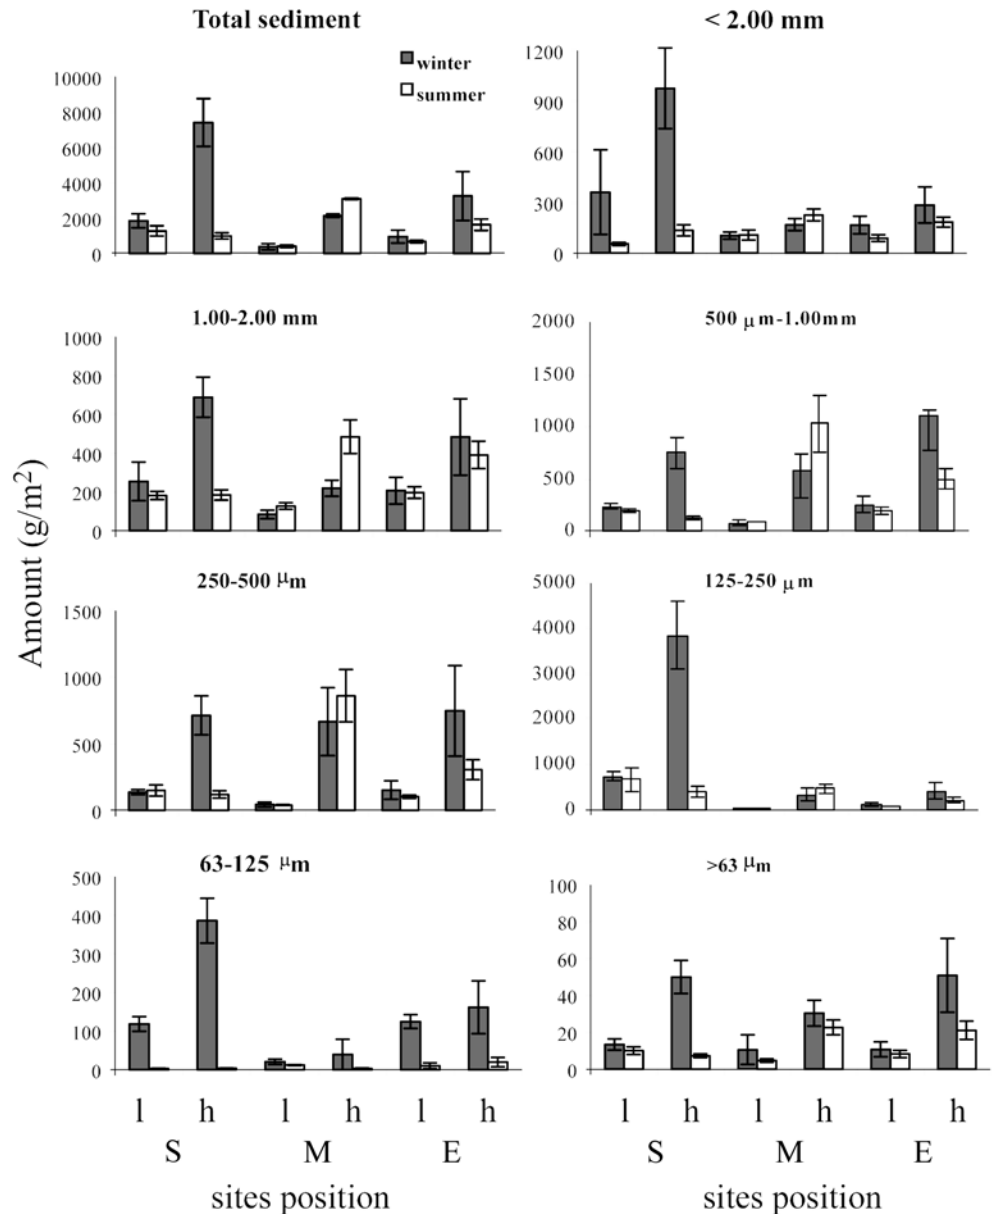 Total sediment
< 2.00 mm
winter
summer
10000
8000
6000
4000
2000
0
1200
900
600
300
0
1.00-2.00 mm
500 μm-1.00mm
1000
800
600
400
200
0
2000
1500
1000
500
0
Amount (g/m²)
250-500 μm
125-250 μm
1500
1000
500
0
5000
4000
3000
2000
1000
0
63-125 μm
>63 μm
500
400
300
200
100
0
100
80
60
40
20
0
l h l h l h
S M E
sites position
l h l h l h
S M E
sites position